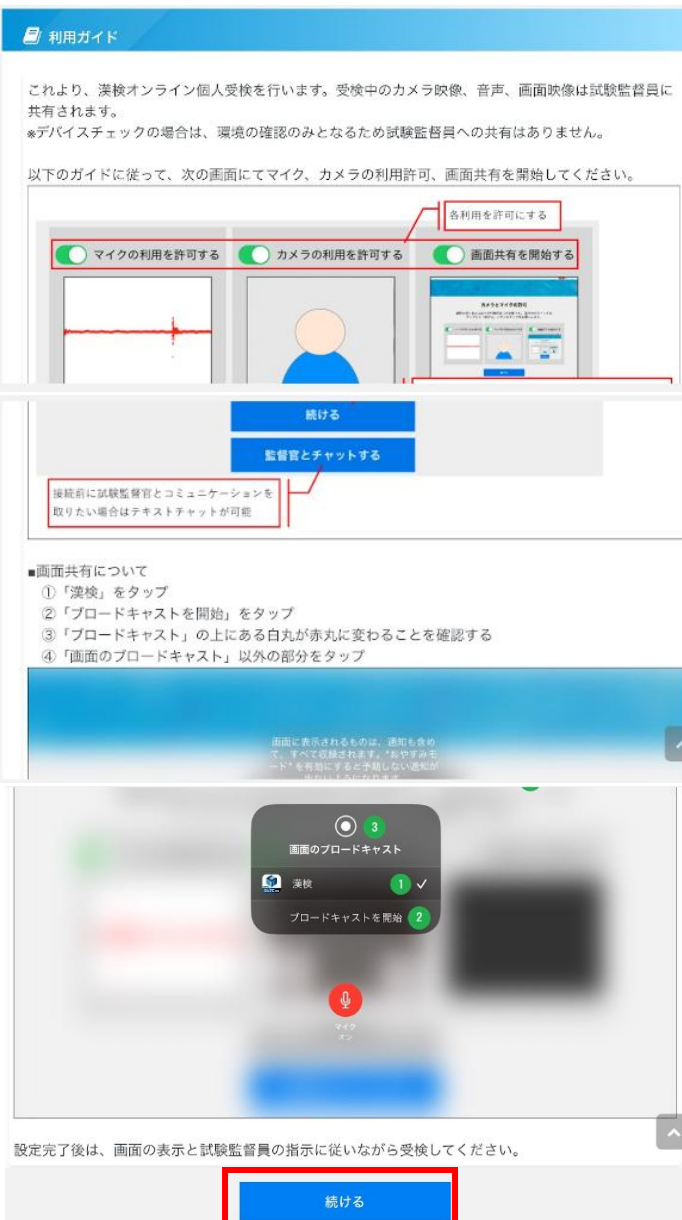 利用ガイド
これより、漢検オンライン個人受検を行います。受検中のカメラ映像、音声、画面映像は試験監督員に
共有されます。
※デバイスチェックの場合は、環境の確認のみとなるため試験監督員への共有はありません。
以下のガイドに従って、次の画面にてマイク、カメラの利用許可、画面共有を開始してください。
各利用を許可にする
マイクの利用を許可する
カメラの利用を許可する
画面共有を開始する
カメラとマイクの許可
続ける
監督官とチャットする
接続前に試験監督官とコミュニケーションを
取りたい場合はテキストチャットが可能
■画面共有について
①「漢検」をタップ
②「ブロードキャストを開始」をタップ
③「ブロードキャスト」の上にある白丸が赤丸に変わることを確認する
④「画面のブロードキャスト」以外の部分をタップ
画面に表示されるものは、通知も含め
て、すべて収録されます。"おやすみモ
ード"を有効にすると予期しない通知が
3
画面のブロードキャスト
漢検
1
ブロードキャストを開始
2
マイク
オン
設定完了後は、画面の表示と試験監督員の指示に従いながら受検してください。
続ける